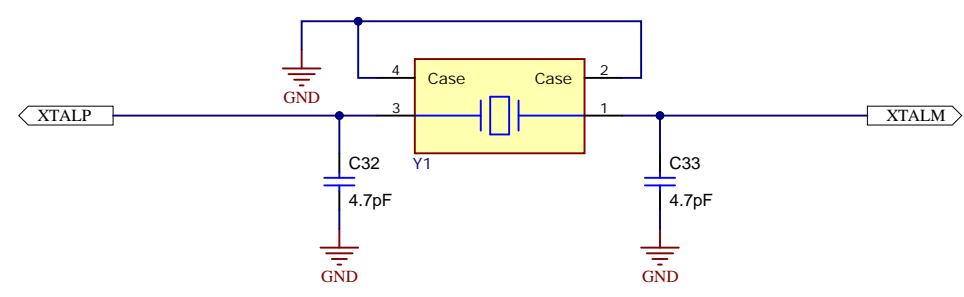 4
Case
Case
2
GND
XTALP
3
1
XTALM
Y1
C32
4.7pF
C33
4.7pF
GND
GND